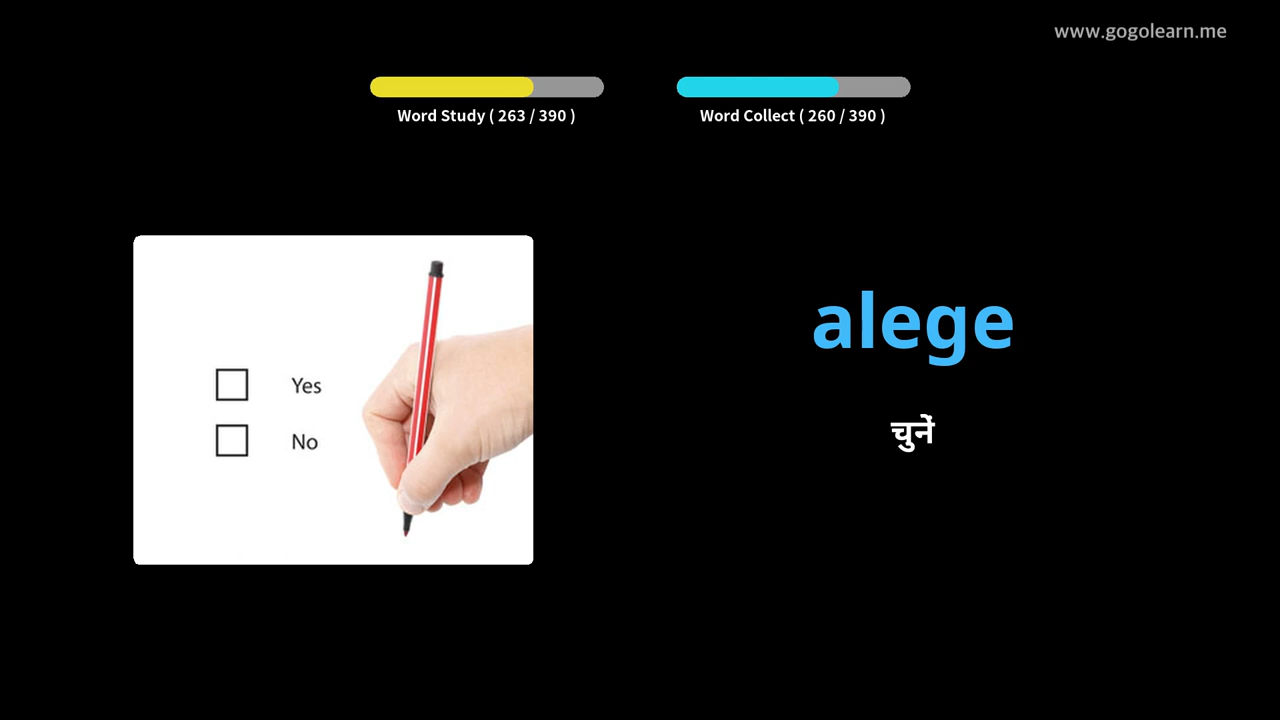 www.gogolearn.me
Word Study ( 263 / 390 )
Word Collect ( 260 / 390 )
Yes
No
alege
चुनें